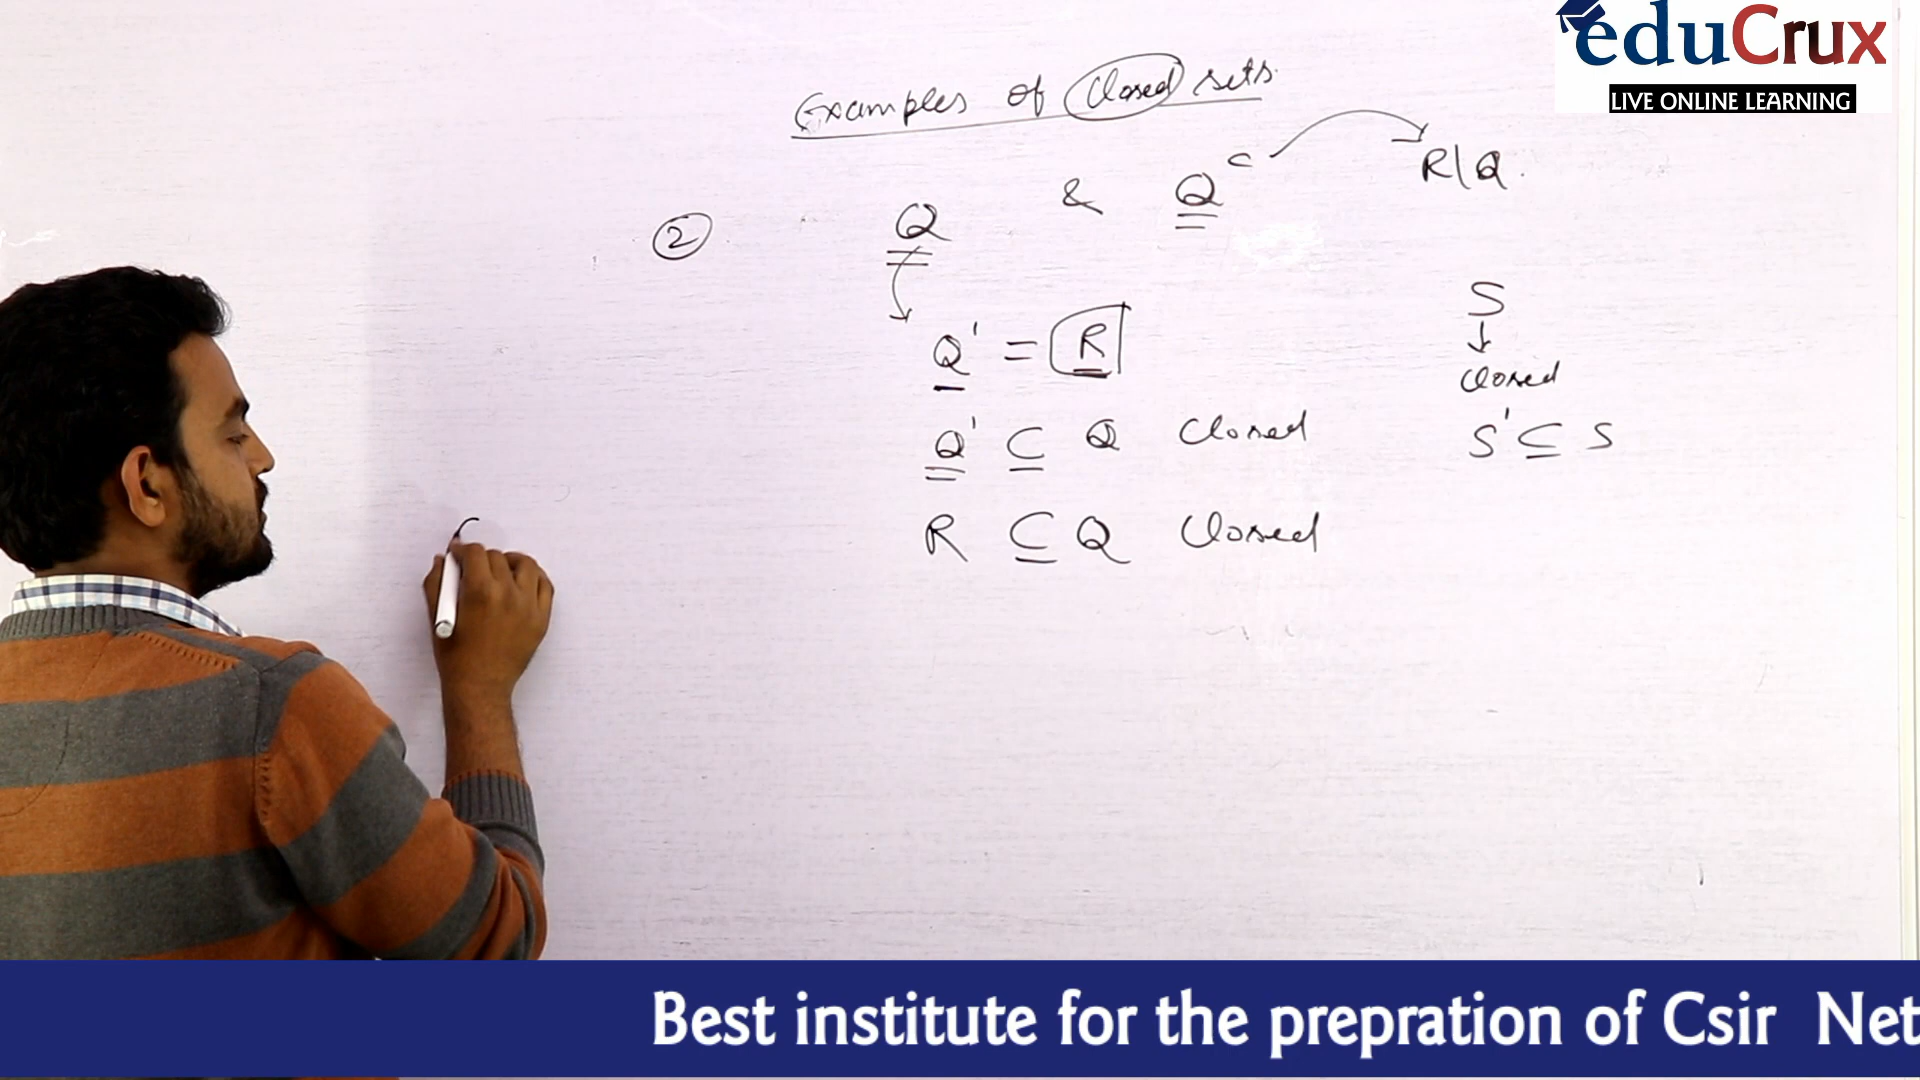 eduCrux
LIVE ONLINE LEARNING
Examples of closed sets.
② Q & Qᶜ R\Q.
Q' = R
Q' ⊆ Q Closed
R ⊆ Q Closed
S
↓
closed
S' ⊆ S
Best institute for the prepration of Csir Net